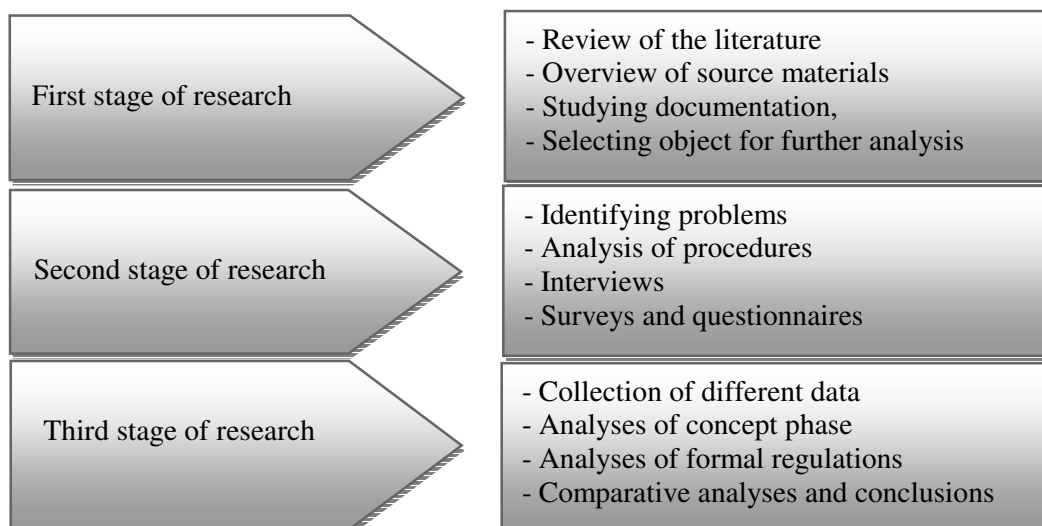 First stage of research
- Review of the literature
- Overview of source materials
- Studying documentation,
- Selecting object for further analysis
Second stage of research
- Identifying problems
- Analysis of procedures
- Interviews
- Surveys and questionnaires
Third stage of research
- Collection of different data
- Analyses of concept phase
- Analyses of formal regulations
- Comparative analyses and conclusions